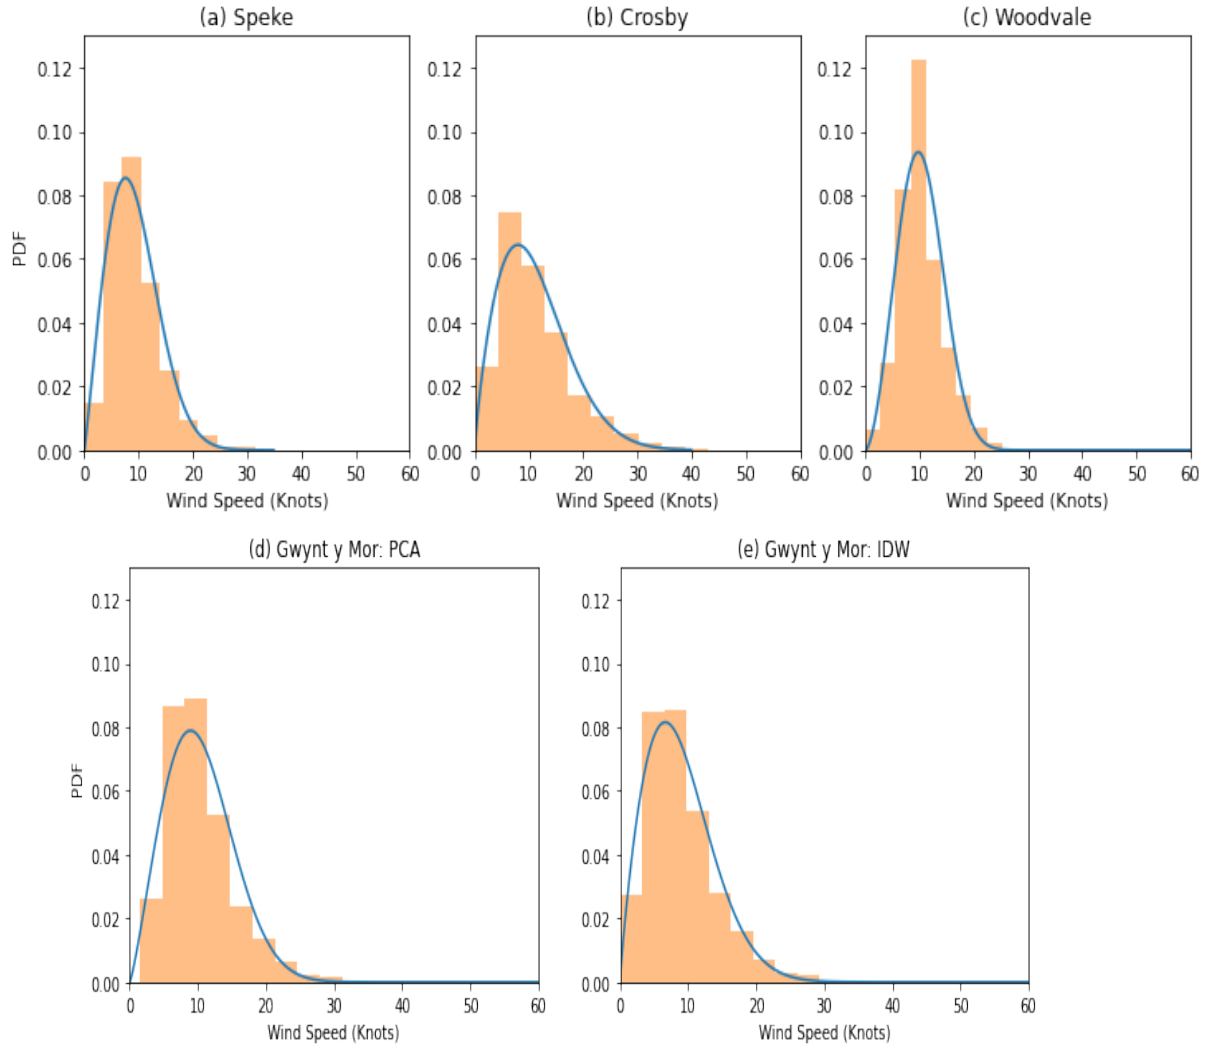 (a) Speke
(b) Crosby
(c) Woodvale
0.12
0.10
0.08
0.06
0.04
0.02
0.00
PDF
0 10 20 30 40 50 60
Wind Speed (Knots)
0.12
0.10
0.08
0.06
0.04
0.02
0.00
0 10 20 30 40 50 60
Wind Speed (Knots)
0.12
0.10
0.08
0.06
0.04
0.02
0.00
0 10 20 30 40 50 60
Wind Speed (Knots)
(d) Gwynt y Mor: PCA
(e) Gwynt y Mor: IDW
0.12
0.10
0.08
0.06
0.04
0.02
0.00
PDF
0 10 20 30 40 50 60
Wind Speed (Knots)
0.12
0.10
0.08
0.06
0.04
0.02
0.00
0 10 20 30 40 50 60
Wind Speed (Knots)